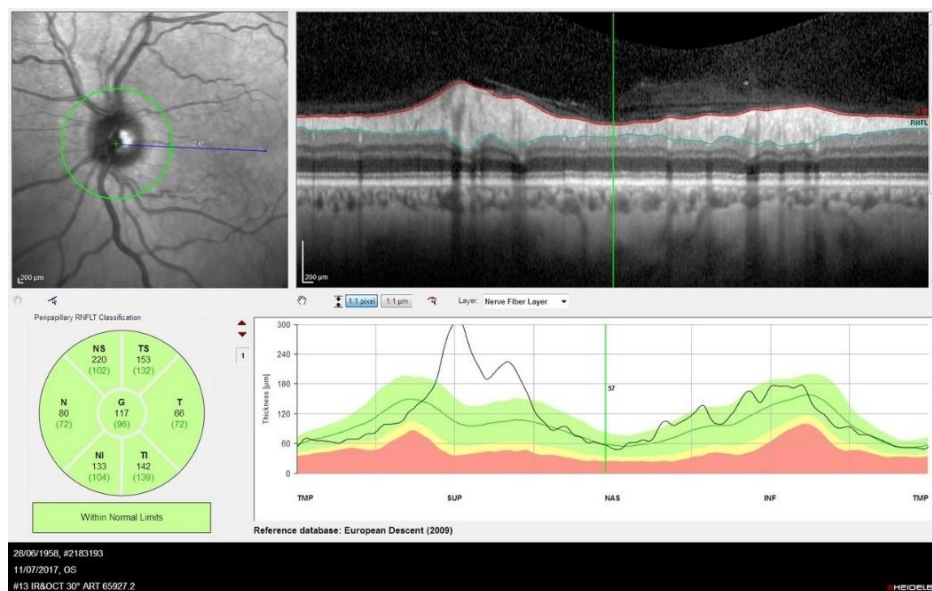 200 µm
200 µm
RNFL
1:1 pixel
1:1 µm
Layer:
Nerve Fiber Layer
Peripapillary RNFLT Classification
NS
220
(102)
TS
153
(132)
N
80
(72)
G
117
(96)
T
66
(72)
NI
133
(104)
TI
142
(139)
Within Normal Limits
1
Thickness [µm]
300
240
180
120
60
0
57
TMP
SUP
NAS
INF
TMP
Reference database: European Descent (2009)
28/06/1958, #2183193
11/07/2017, OS
#13 IR&OCT 30° ART 65927.2
HEIDELB